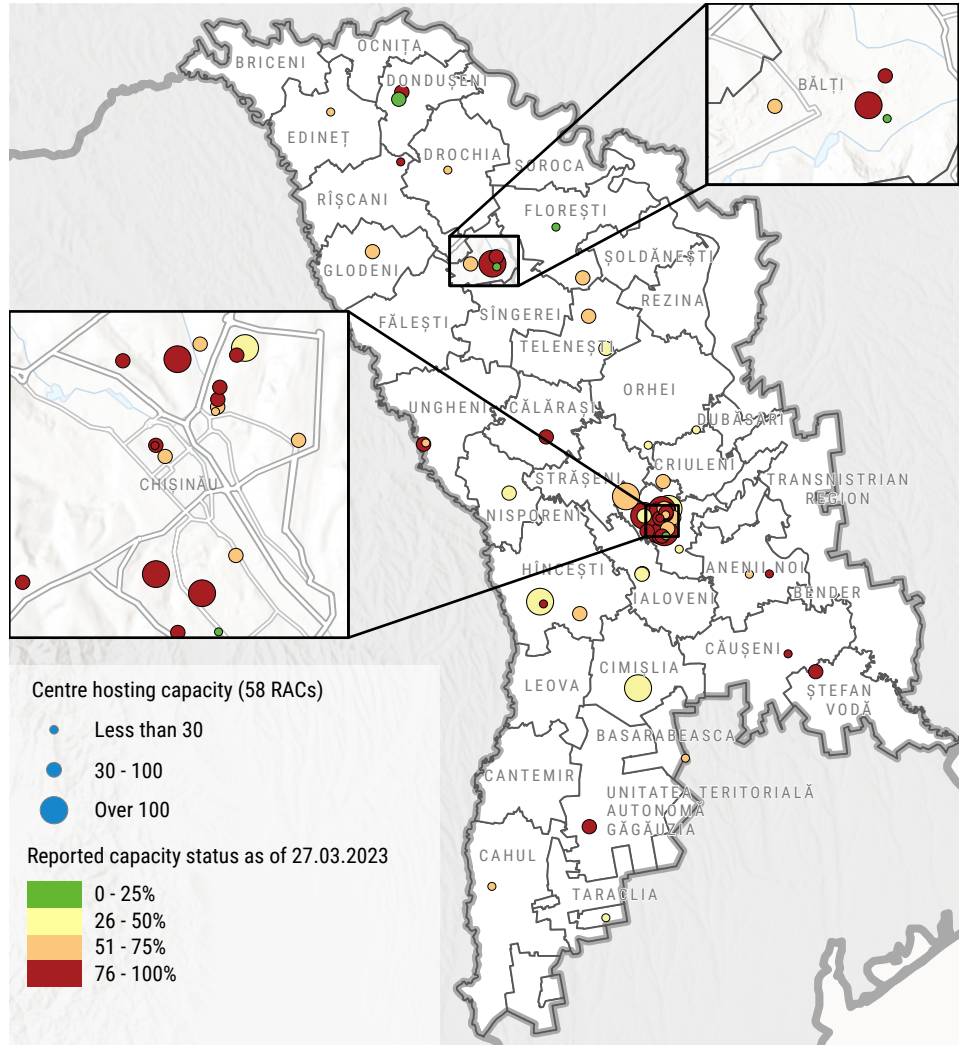 OCNIȚA
BRICENI
DONDUȘENI
BĂLȚI
EDINEȚ
DROCHIA
SOROCA
RÎȘCANI
FLOREȘTI
ȘOLDĂNEȘTI
GLODENI
REZINA
FĂLEȘTI
SÎNGEREI
TELENEȘTI
ORHEI
UNGHENI
CĂLĂRAȘI
DUBĂSARI
CRIULENI
STRĂȘENI
TRANSNISTRIAN
REGION
CHIȘINĂU
NISPORENI
HÎNCEȘTI
ANENII NOI
IALOVENI
BENDER
CĂUȘENI
CIMIȘLIA
LEOVA
ȘTEFAN
VODĂ
BASARABEASCA
CANTEMIR
UNITATEA TERITORIALĂ
AUTONOMĂ
GĂGĂUZIA
CAHUL
TARACLIA
Centre hosting capacity (58 RACs)
Less than 30
30 - 100
Over 100
Reported capacity status as of 27.03.2023
0 - 25%
26 - 50%
51 - 75%
76 - 100%